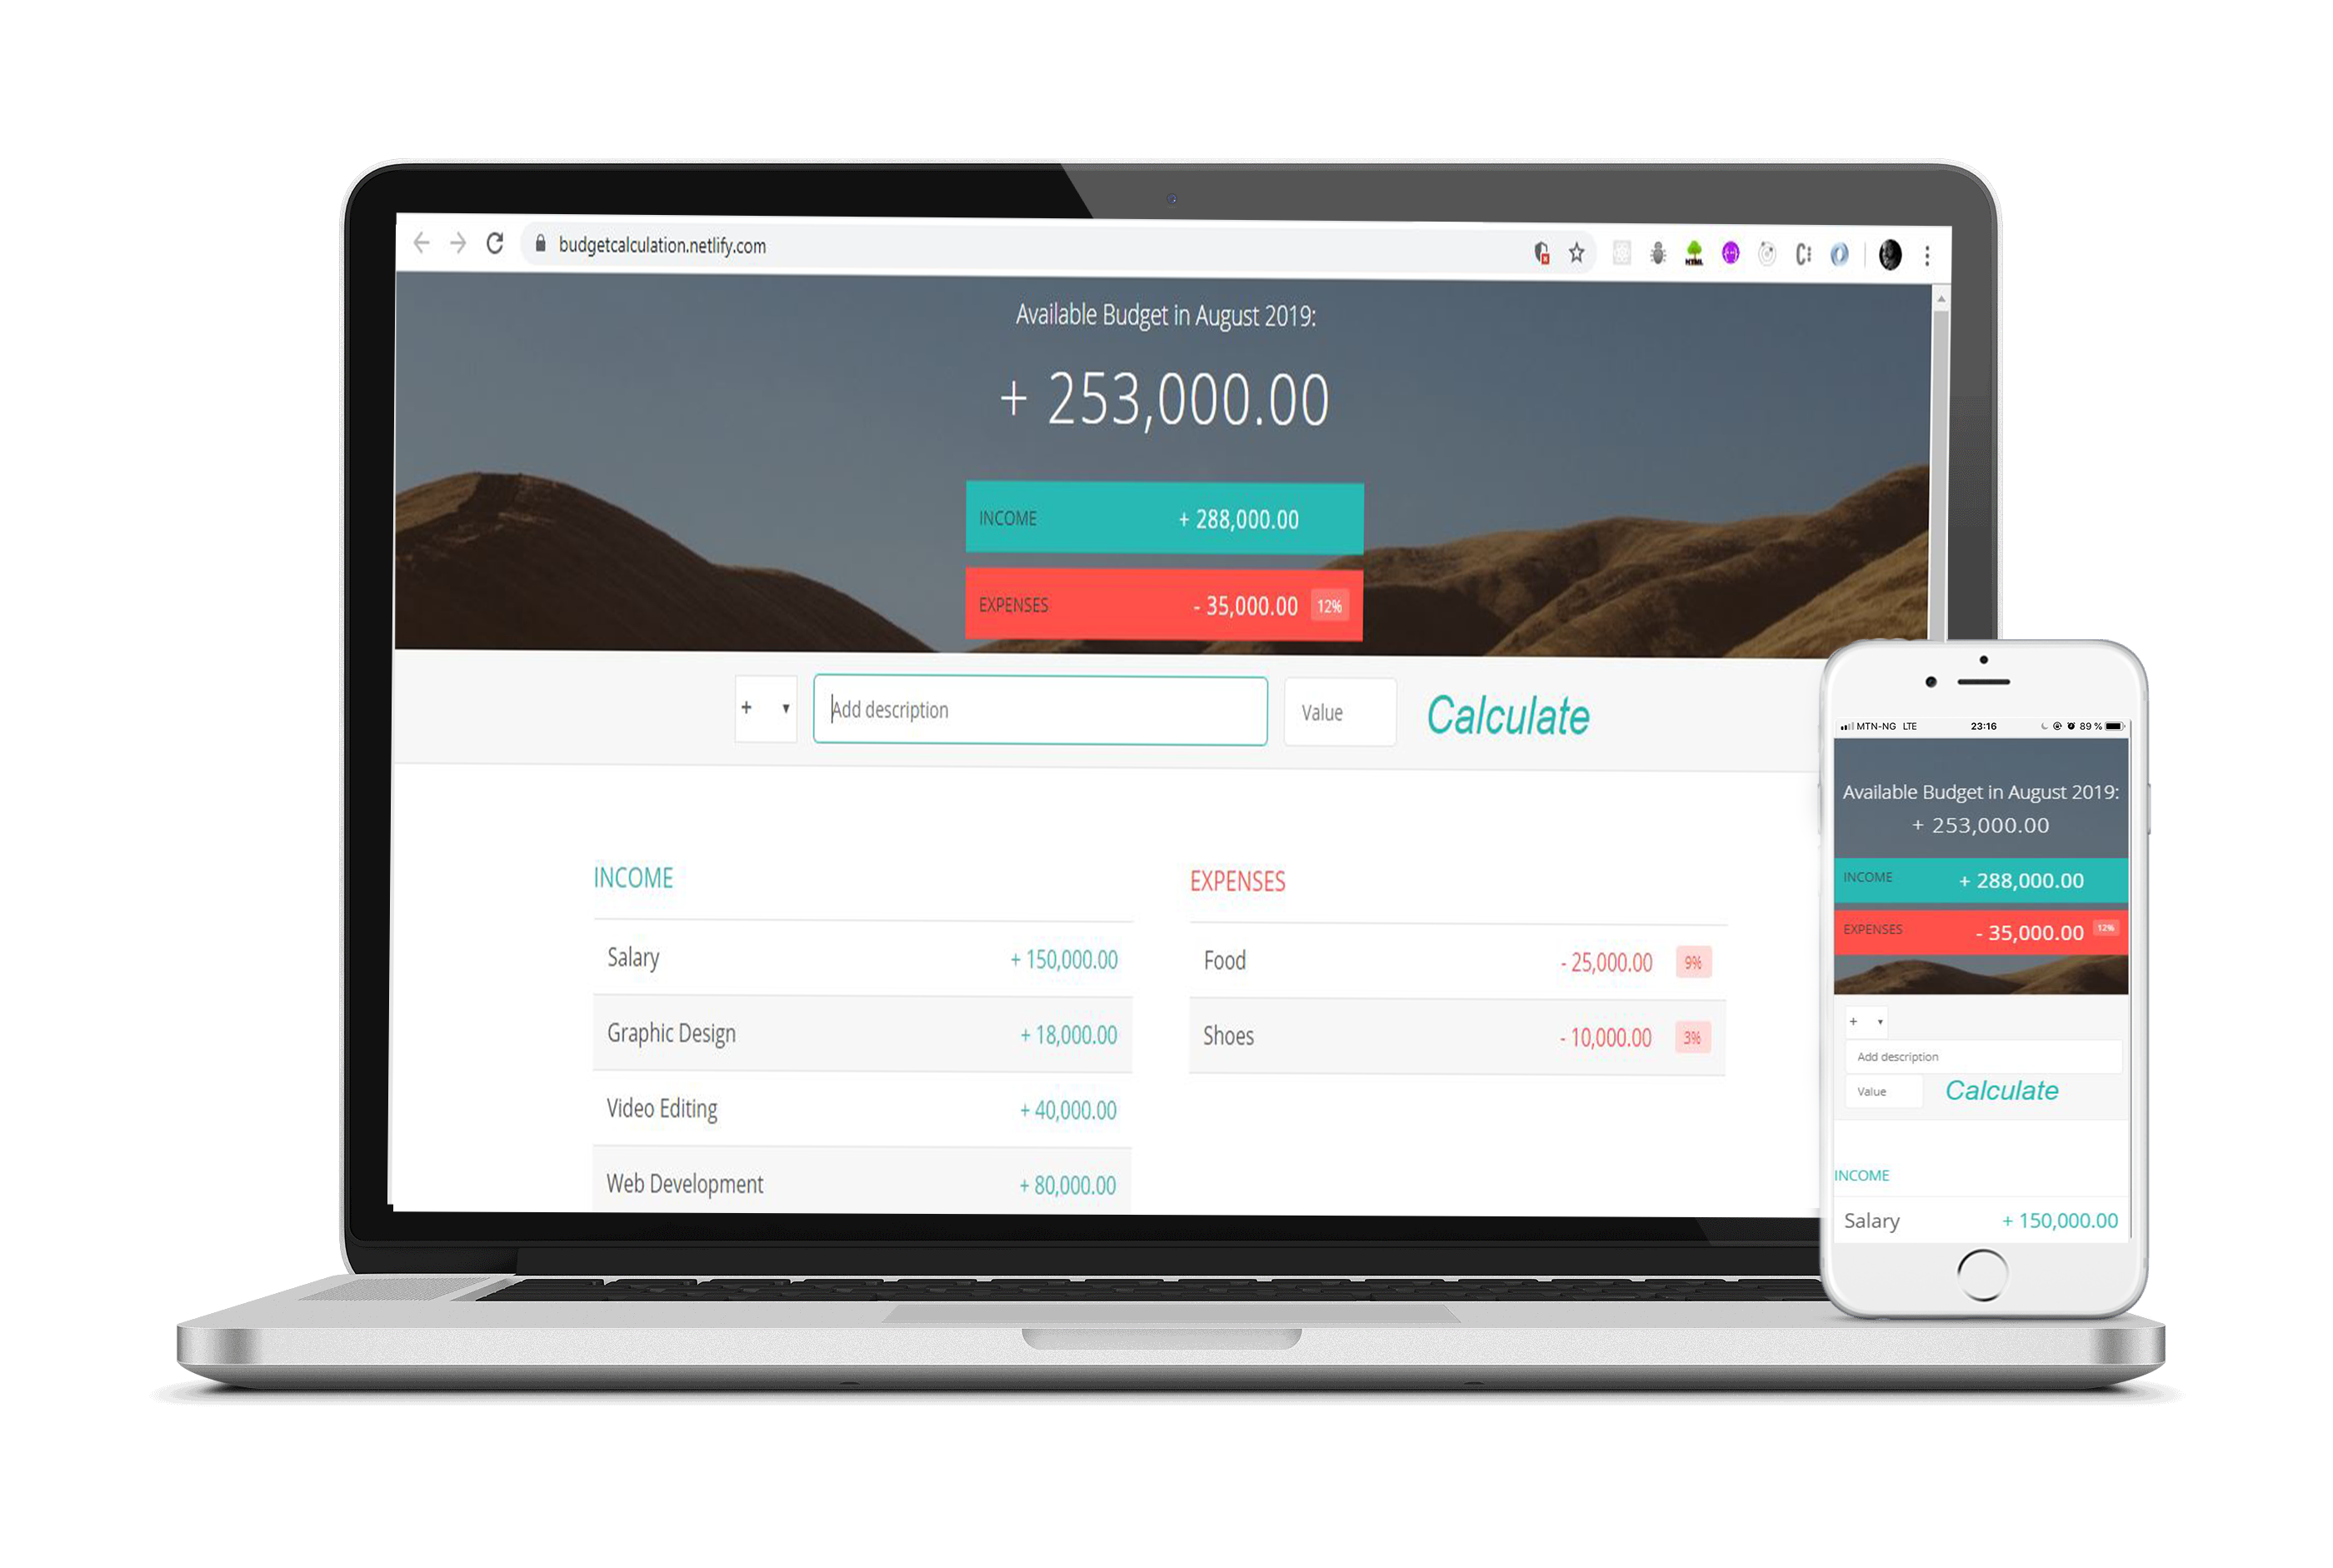 budgetcalculation.netlify.com
Available Budget in August 2019:
+ 253,000.00
INCOME + 288,000.00
EXPENSES - 35,000.00 12%
+ Add description Value Calculate
INCOME
Salary + 150,000.00
Graphic Design + 18,000.00
Video Editing + 40,000.00
Web Development + 80,000.00
EXPENSES
Food - 25,000.00 9%
Shoes - 10,000.00 3%
MTN-NG LTE 23:16 89 %
Available Budget in August 2019:
+ 253,000.00
INCOME + 288,000.00
EXPENSES - 35,000.00 12%
+
Add description
Value Calculate
INCOME
Salary + 150,000.00